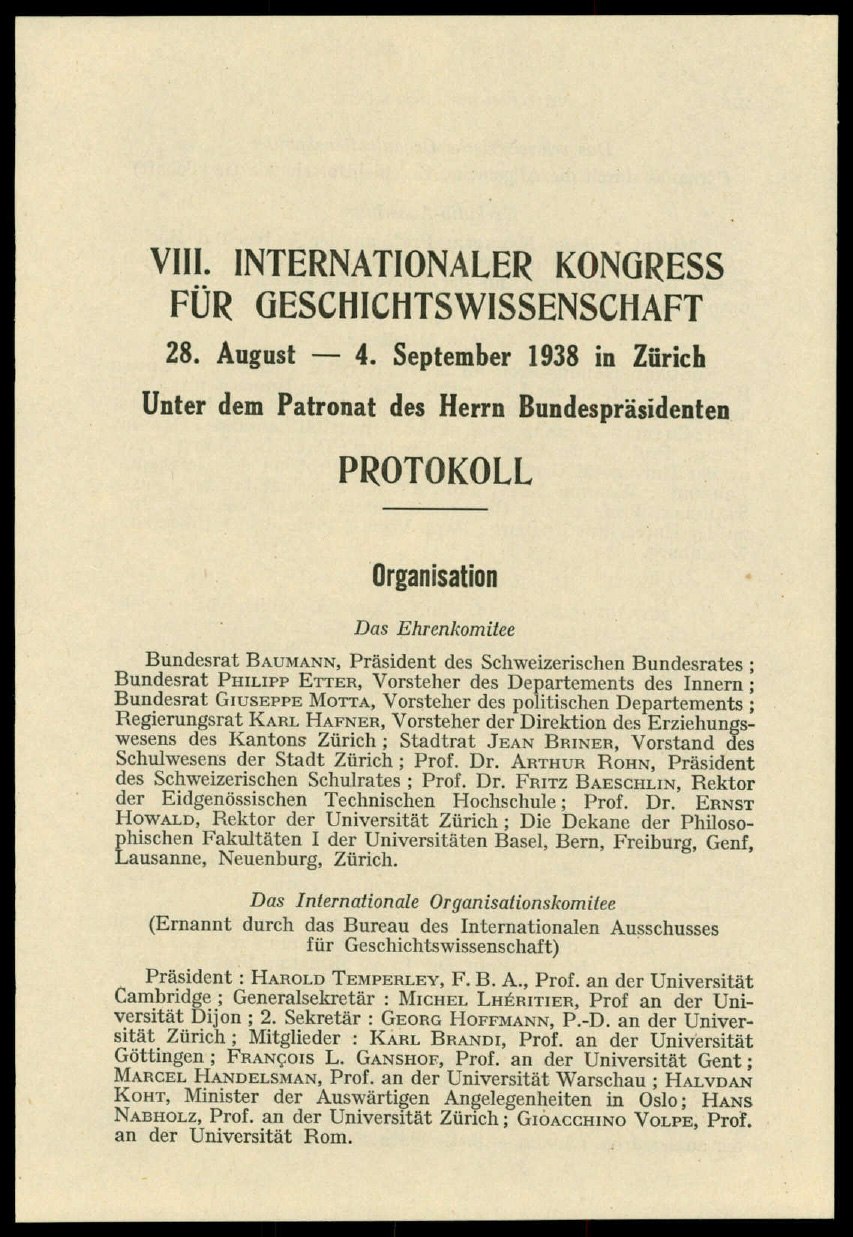 VIII. INTERNATIONALER KONGRESS
FÜR GESCHICHTSWISSENSCHAFT
28. August — 4. September 1938 in Zürich
Unter dem Patronat des Herrn Bundespräsidenten
PROTOKOLL
Organisation
Das Ehrenkomitee
Bundesrat BAUMANN, Präsident des Schweizerischen Bundesrates ;
Bundesrat PHILIPP ETTER, Vorsteher des Departements des Innern ;
Bundesrat GIUSEPPE MOTTA, Vorsteher des politischen Departements ;
Regierungsrat KARL HAFNER, Vorsteher der Direktion des Erziehungs-
wesens des Kantons Zürich ; Stadtrat JEAN BRINER, Vorstand des
Schulwesens der Stadt Zürich ; Prof. Dr. ARTHUR ROHN, Präsident
des Schweizerischen Schulrates ; Prof. Dr. FRITZ BAESCHLIN, Rektor
der Eidgenössischen Technischen Hochschule ; Prof. Dr. ERNST
HOWALD, Rektor der Universität Zürich ; Die Dekane der Philoso-
phischen Fakultäten I der Universitäten Basel, Bern, Freiburg, Genf,
Lausanne, Neuenburg, Zürich.
Das Internationale Organisationskomitee
(Ernannt durch das Bureau des Internationalen Ausschusses
für Geschichtswissenschaft)
Präsident : HAROLD TEMPERLEY, F. B. A., Prof. an der Universität
Cambridge ; Generalsekretär : MICHEL LHÉRITIER, Prof an der Uni-
versität Dijon ; 2. Sekretär : GEORG HOFFMANN, P.-D. an der Univer-
sität Zürich ; Mitglieder : KARL BRANDI, Prof. an der Universität
Göttingen ; FRANÇOIS L. GANSHOF, Prof. an der Universität Gent ;
MARCEL HANDELSMAN, Prof. an der Universität Warschau ; HALVDAN
KOHT, Minister der Auswärtigen Angelegenheiten in Oslo ; HANS
NABHOLZ, Prof. an der Universität Zürich ; GIOACCHINO VOLPE, Prof.
an der Universität Rom.